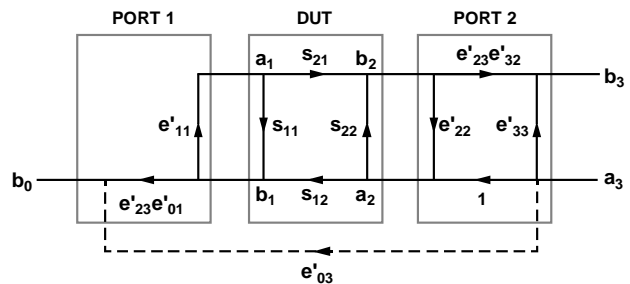 PORT 1 DUT PORT 2
a1 s21 b2 e'23e'32 b3
e'11 s11 s22 e'22 e'33
b0 e'23e'01 b1 s12 a2 1 a3
e'03